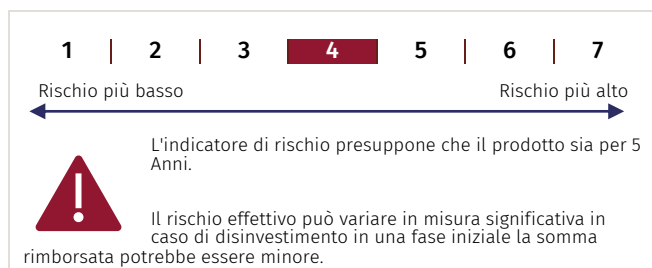 1 | 2 | 3 | 4 | 5 | 6 | 7
Rischio più basso Rischio più alto
L'indicatore di rischio presuppone che il prodotto sia per 5
Anni.
Il rischio effettivo può variare in misura significativa in
caso di disinvestimento in una fase iniziale la somma
rimborsata potrebbe essere minore.